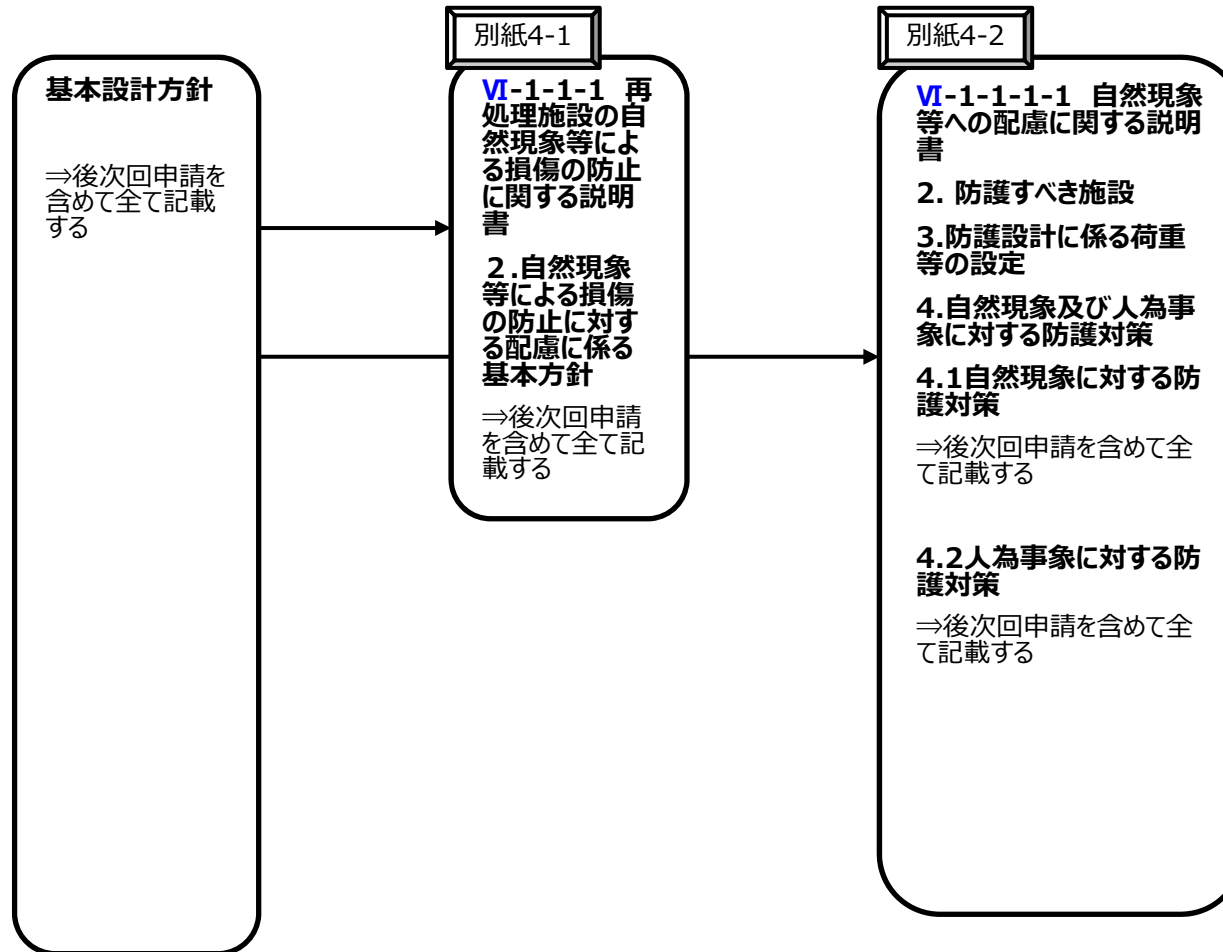 基本設計方針
⇒後次回申請を
含めて全て記載
する
別紙4-1
Ⅵ-1-1-1 再
処理施設の自
然現象等によ
る損傷の防止
に関する説明
書
２.自然現象
等による損傷
の防止に対す
る配慮に係る
基本方針
⇒後次回申請
を含めて全て記
載する
別紙4-2
Ⅵ-1-1-1-1 自然現象
等への配慮に関する説明
書
2. 防護すべき施設
3.防護設計に係る荷重
等の設定
4.自然現象及び人為事
象に対する防護対策
4.1自然現象に対する防
護対策
⇒後次回申請を含めて全
て記載する
4.2人為事象に対する防
護対策
⇒後次回申請を含めて全
て記載する